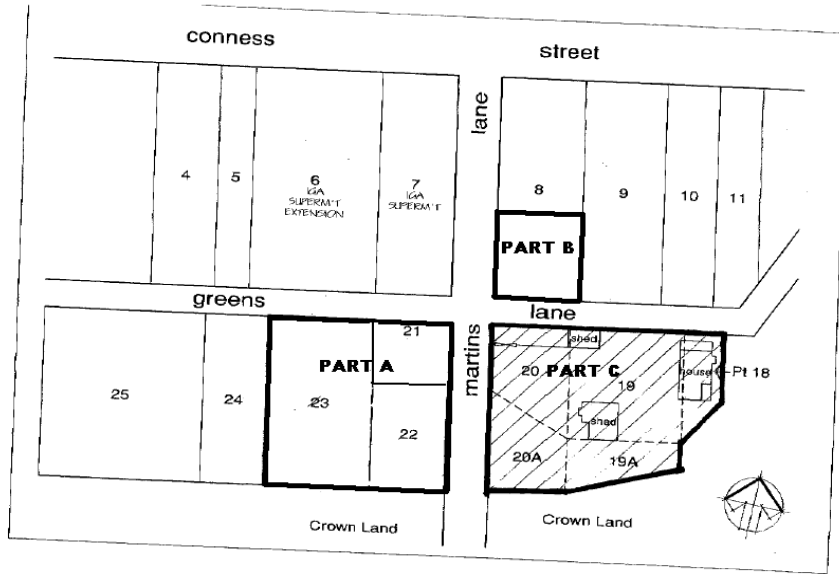 conness street
lane
4
5
6
IGA
SUPERM'T
EXTENSION
7
IGA
SUPERM'T
8
9
10
11
PART B
greens lane
martins
21
PART A
23
22
24
25
shed
20
PART C
19
house
Pt 18
shed
20A
19A
Crown Land
Crown Land